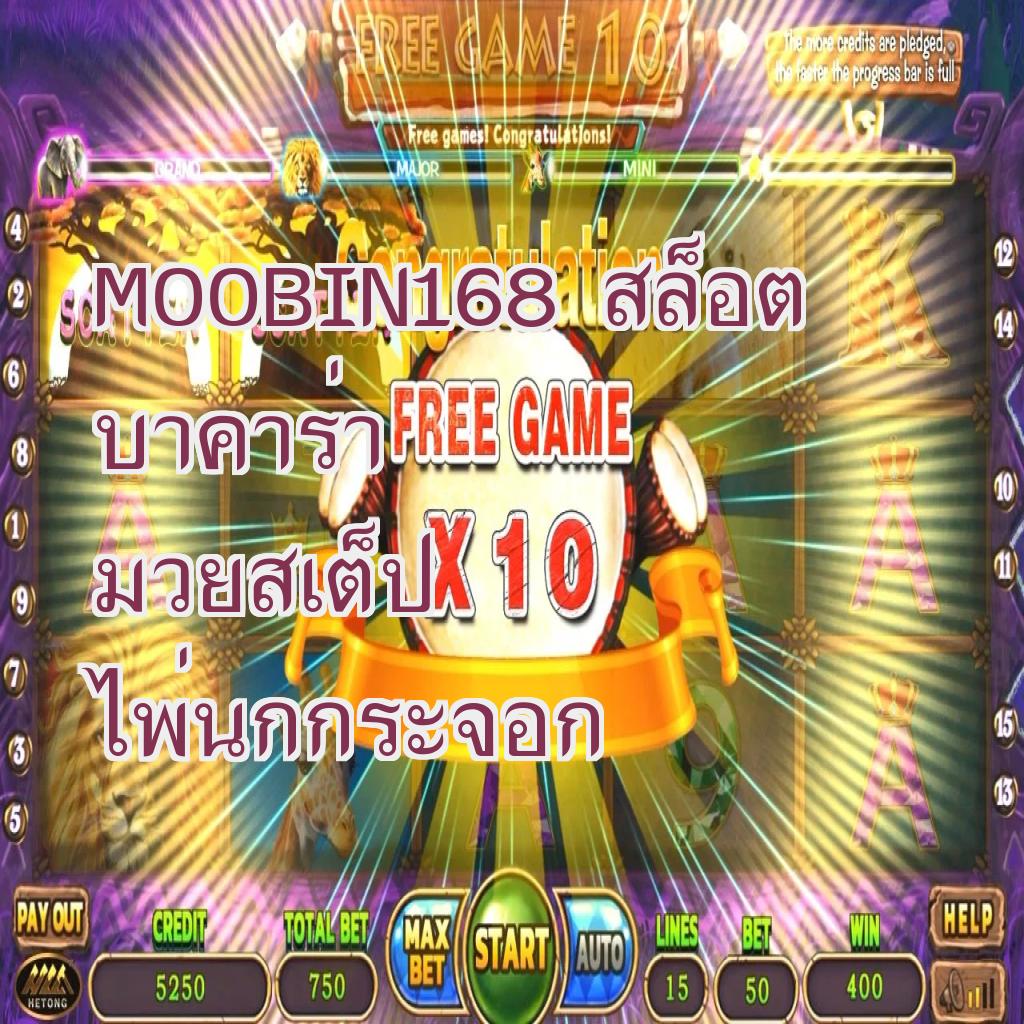 FREE GAME 10
The more credits are pledged,
the faster the progress bar is full
Free games! Congratulations!
GRAND
MAJOR
MINI
Congratulation
MOOBIN168 สล็อต
บาคาร่า
มวยสเต็ป
ไพ่นกกระจอก
FREE GAME
X10
K
A
A
A
A
4
2
6
8
1
9
7
3
5
12
14
10
11
15
13
PAY OUT
HETONG
CREDIT
5250
TOTAL BET
750
MAX
BET
START
AUTO
LINES
15
BET
50
WIN
400
HELP